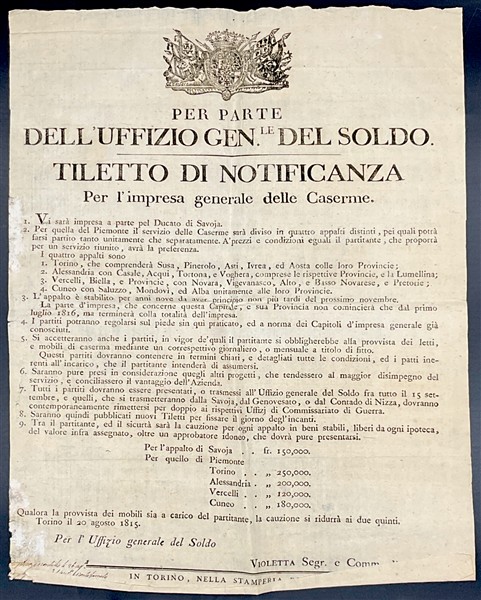 PER PARTE
DELL'UFFIZIO GEN.LE DEL SOLDO.
TILETTO DI NOTIFICANZA
Per l'impresa generale delle Caserme.
1. Vi sarà impresa a parte pel Ducato di Savoja.
2. Per quella del Piemonte il servizio delle Caserme sarà diviso in quattro appalti distinti, pei quali potrà
farsi partito tanto unitamente che separatamente. A'prezzi e condizioni eguali il partitante, che proporrà
per un servizio riunito, avrà la preferenza.
I quattro appalti sono
1. Torino, che comprenderà Susa, Pinerolo, Asti, Ivrea, ed Aosta colle loro Provincie;
2. Alessandria con Casale, Acqui, Tortona, e Voghera, comprese le rispettive Provincie, e la Lumellina;
3. Vercelli, Biella, e Provincie, con Novara, Vigevanasco, Alto, e Basso Novarese, e Pretorie;
4. Cuneo con Saluzzo, Mondovì, ed Alba unitamente alle loro Provincie.
3. L'appalto è stabilito per anni nove da aver principio non più tardi del prossimo novembre.
La parte d'impresa, che concerne questa Capitale, e sua Provincia non comincierà che dal primo
luglio 1816, ma terminerà colla totalità dell'impresa.
4. I partiti potranno regolarsi sul piede sin quì praticato, ed a norma dei Capitoli d'impresa generale già
conosciuti.
5. Si accetteranno anche i partiti, in vigor de'quali il partitante si obbligherebbe alla provvista dei letti,
e mobili di caserma mediante un correspettivo giornaliero, o mensuale a titolo di fitto.
Questi partiti dovranno contenere in termini chiari, e detagliati tutte le condizioni, ed i patti ine-
renti all'incarico, che il partitante intenderà di assumersi.
6. Saranno pure presi in considerazione quegli altri progetti, che tendessero al maggior disimpegno del
servizio, e conciliassero il vantaggio dell'Azienda.
7. Tutti i partiti dovranno essere presentati, o trasmessi all'Uffizio generale del Soldo fra tutto il 15 set-
tembre, e quelli, che si trasmetteranno dalla Savoja, dal Genovesato, o dal Contado di Nizza, dovranno
contemporaneamente rimettersi per doppio ai rispettivi Uffizj di Commissariato di Guerra.
8. Saranno quindi pubblicati nuovi Tiletti per fissare il giorno degl'incanti.
9. Tra il partitante, ed il sicurtà sarà la cauzione per ogni appalto in beni stabili, liberi da ogni ipoteca,
del valore infra assegnato, oltre un approbatore idoneo, che dovrà pure presentarsi.
Per l'appalto di Savoja . . fr. 150,000.
Per quello di Piemonte
Torino . . „ 250,000.
Alessandria . „ 200,000.
Vercelli . . „ 120,000.
Cuneo . . „ 180,000.
Qualora la provvista dei mobili sia a carico del partitante, la cauzione si ridurrà ai due quinti.
Torino il 20 agosto 1815.
Per l'Uffizio generale del Soldo
VIOLETTA Segr. e Comm
IN TORINO, NELLA STAMPERIA